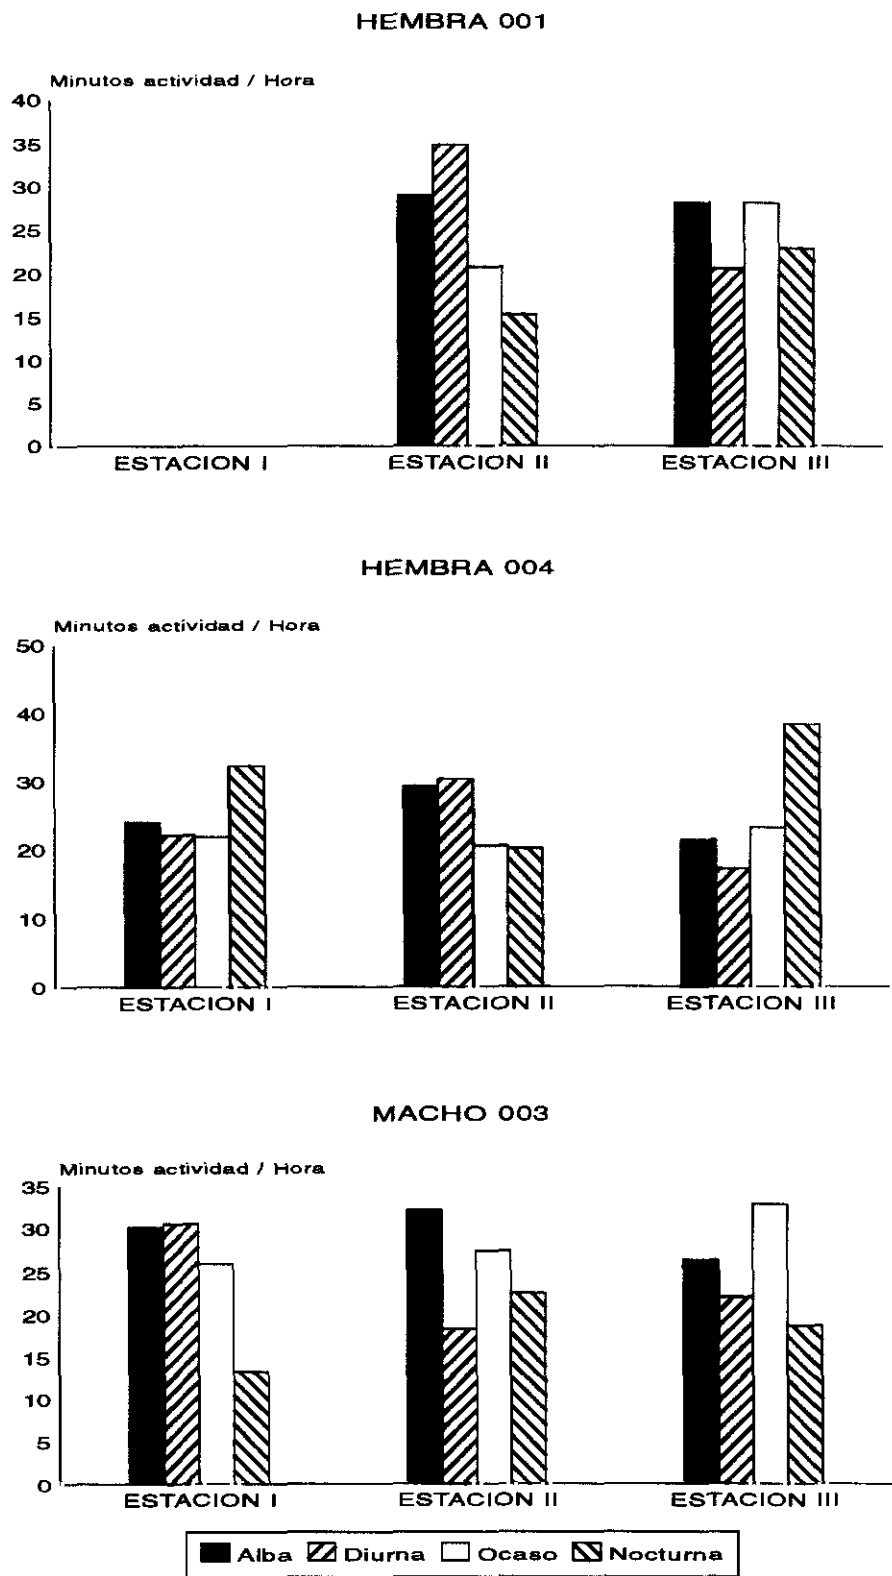 HEMBRA 001
Minutos actividad / Hora
40
35
30
25
20
15
10
5
0
ESTACION I ESTACION II ESTACION III
HEMBRA 004
Minutos actividad / Hora
50
40
30
20
10
0
ESTACION I ESTACION II ESTACION III
MACHO 003
Minutos actividad / Hora
35
30
25
20
15
10
5
0
ESTACION I ESTACION II ESTACION III
Alba Diurna Ocaso Nocturna